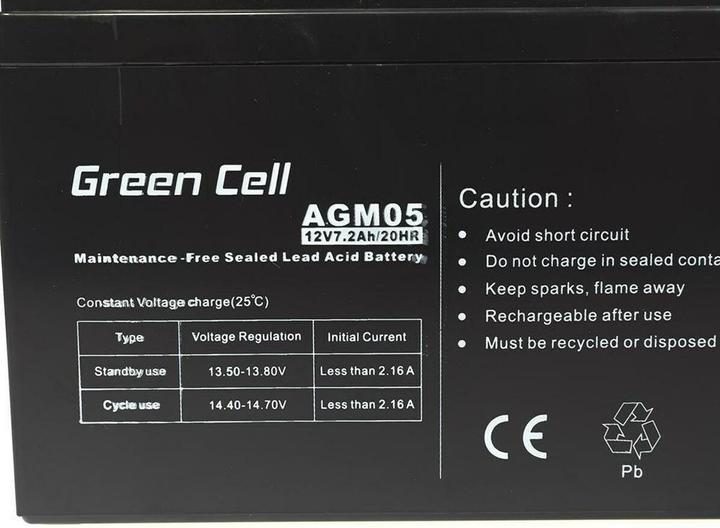 Green Cell
AGM05
12V7.2Ah/20HR
Maintenance-Free Sealed Lead Acid Battery
Constant Voltage charge(25℃)
Type Voltage Regulation Initial Current
Standby use 13.50-13.80V Less than 2.16 A
Cycle use 14.40-14.70V Less than 2.16 A
Caution :
• Avoid short circuit
• Do not charge in sealed conta
• Keep sparks, flame away
• Rechargeable after use
• Must be recycled or disposed
CE
Pb